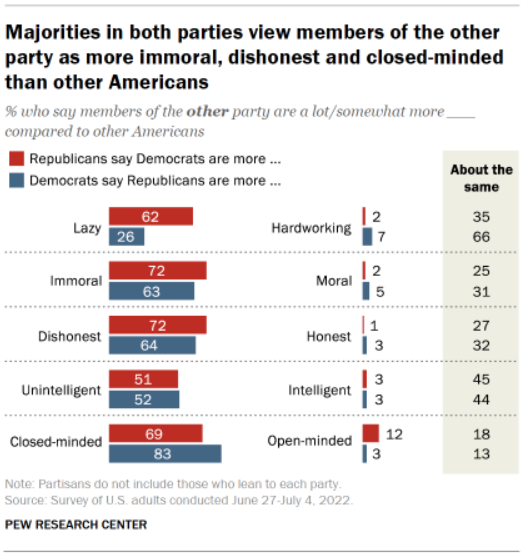 Majorities in both parties view members of the other
party as more immoral, dishonest and closed-minded
than other Americans
% who say members of the other party are a lot/somewhat more ___
compared to other Americans
Republicans say Democrats are more ...
Democrats say Republicans are more ...
About the
same
Lazy 62 26 Hardworking 2 7 35 66
Immoral 72 63 Moral 2 5 25 31
Dishonest 72 64 Honest 1 3 27 32
Unintelligent 51 52 Intelligent 3 3 45 44
Closed-minded 69 83 Open-minded 12 3 18 13
Note: Partisans do not include those who lean to each party.
Source: Survey of U.S. adults conducted June 27-July 4, 2022.
PEW RESEARCH CENTER